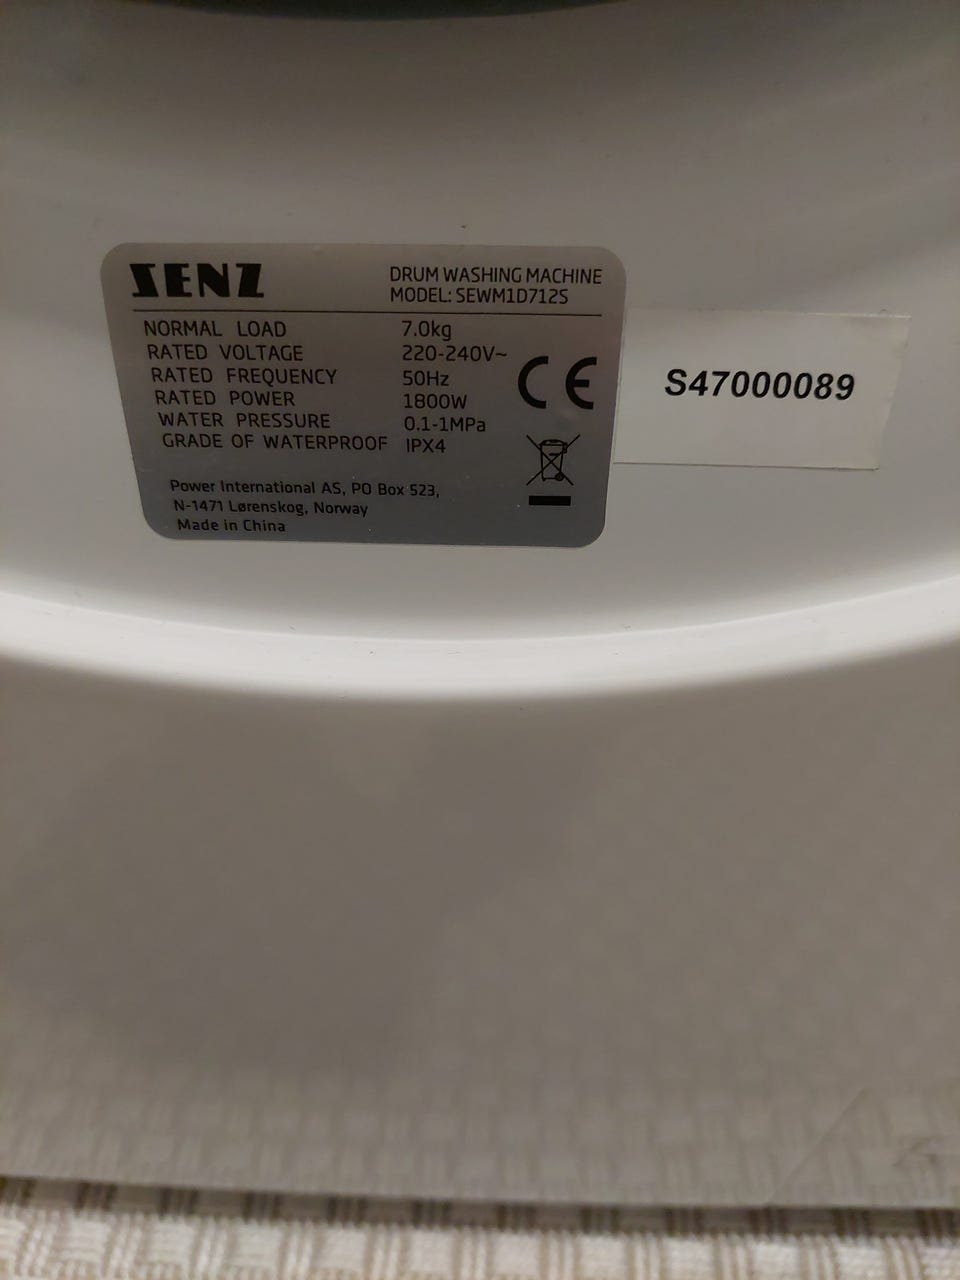 SENZ
DRUM WASHING MACHINE
MODEL: SEWM1D712S
NORMAL LOAD 7.0kg
RATED VOLTAGE 220-240V~
RATED FREQUENCY 50Hz
RATED POWER 1800W
WATER PRESSURE 0.1-1MPa
GRADE OF WATERPROOF IPX4
CE
Power International AS, PO Box 523,
N-1471 Lørenskog, Norway
Made in China
S47000089